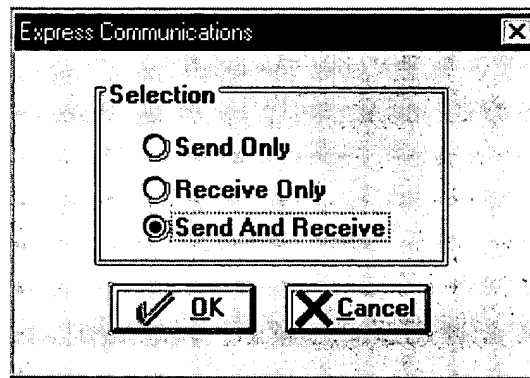 Express Communications
Selection
Send Only
Receive Only
Send And Receive
OK
Cancel